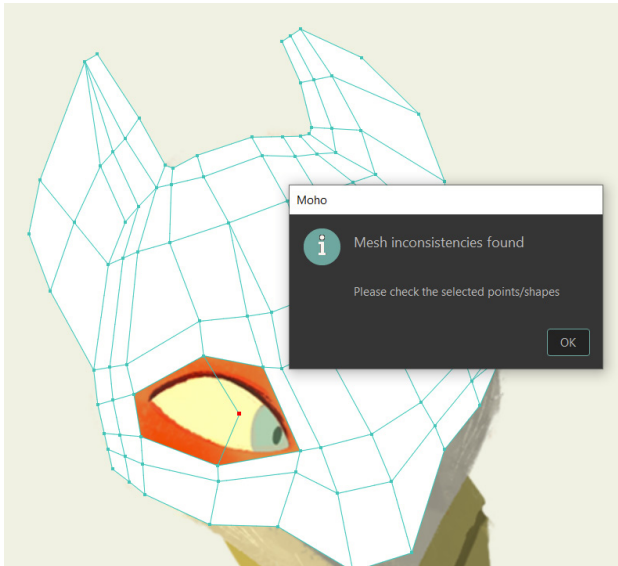 Moho
Mesh inconsistencies found
Please check the selected points/shapes
OK